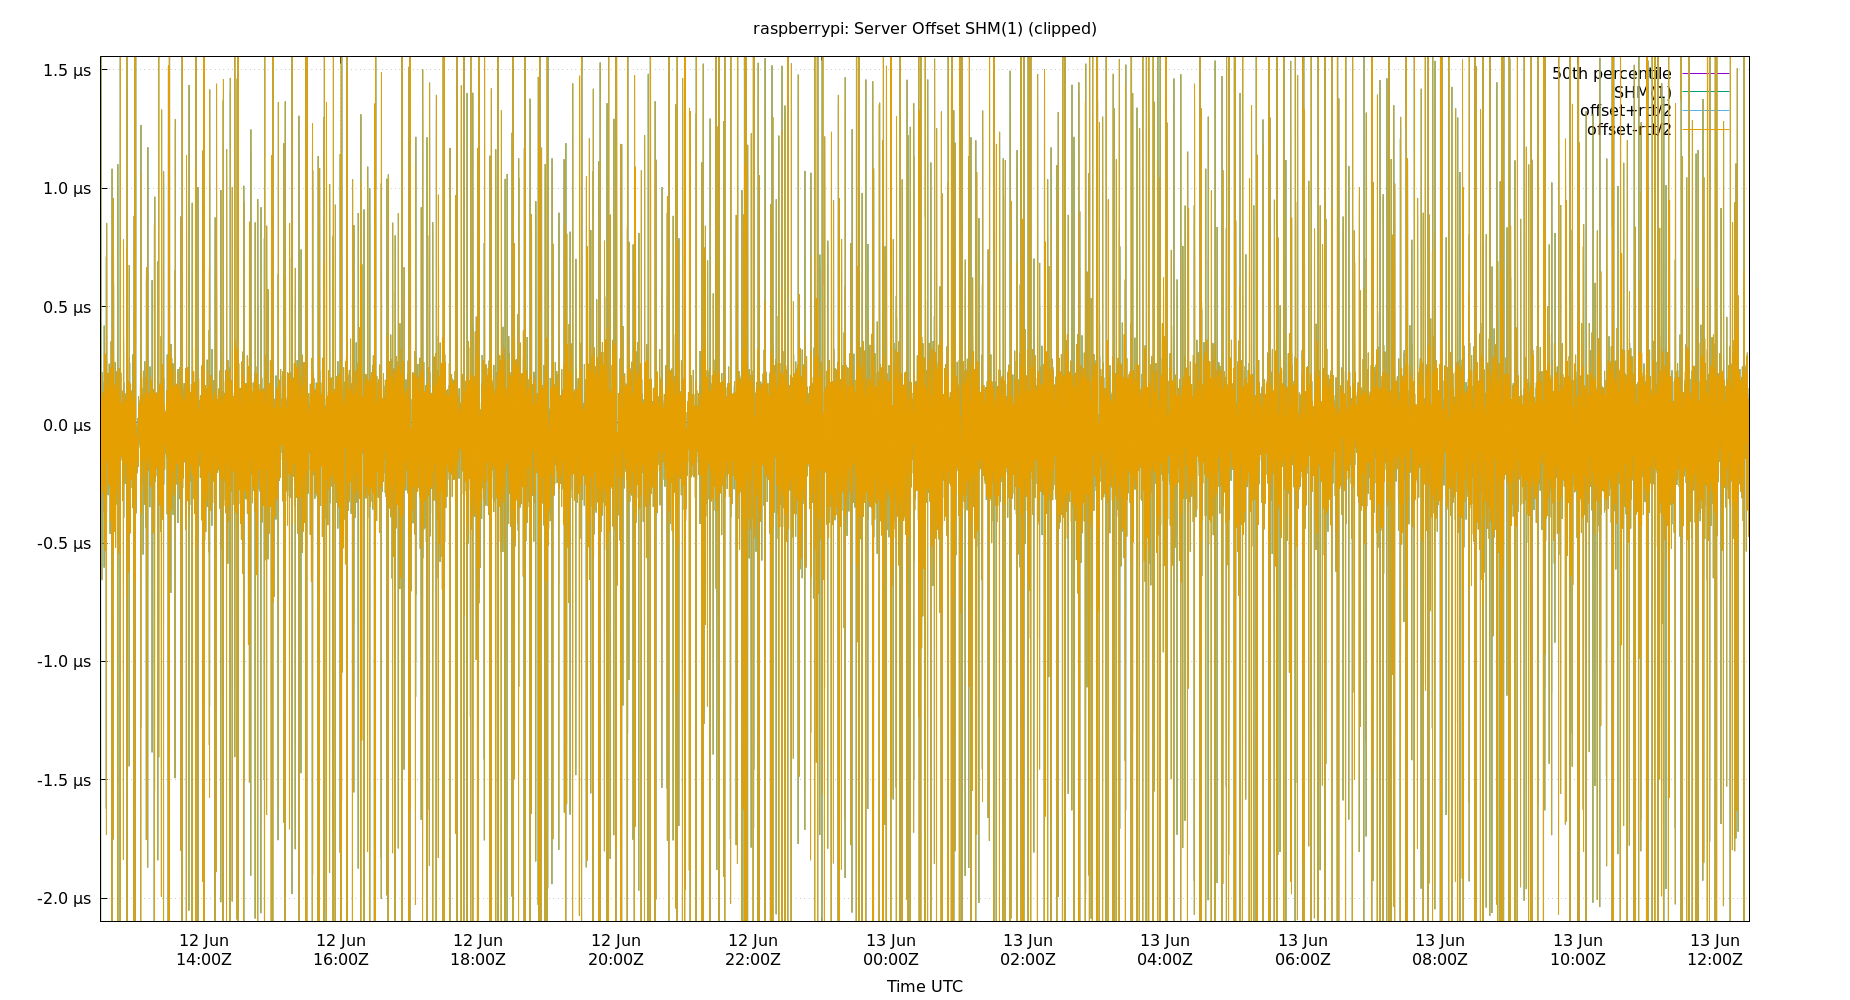 raspberrypi: Server Offset SHM(1) (clipped)
1.5 µs
1.0 µs
0.5 µs
0.0 µs
-0.5 µs
-1.0 µs
-1.5 µs
-2.0 µs
50th percentile
SHM(1)
offset+rtt/2
offset-rtt/2
12 Jun 12 Jun 12 Jun 12 Jun 12 Jun 13 Jun 13 Jun 13 Jun 13 Jun 13 Jun 13 Jun 13 Jun
14:00Z 16:00Z 18:00Z 20:00Z 22:00Z 00:00Z 02:00Z 04:00Z 06:00Z 08:00Z 10:00Z 12:00Z
Time UTC